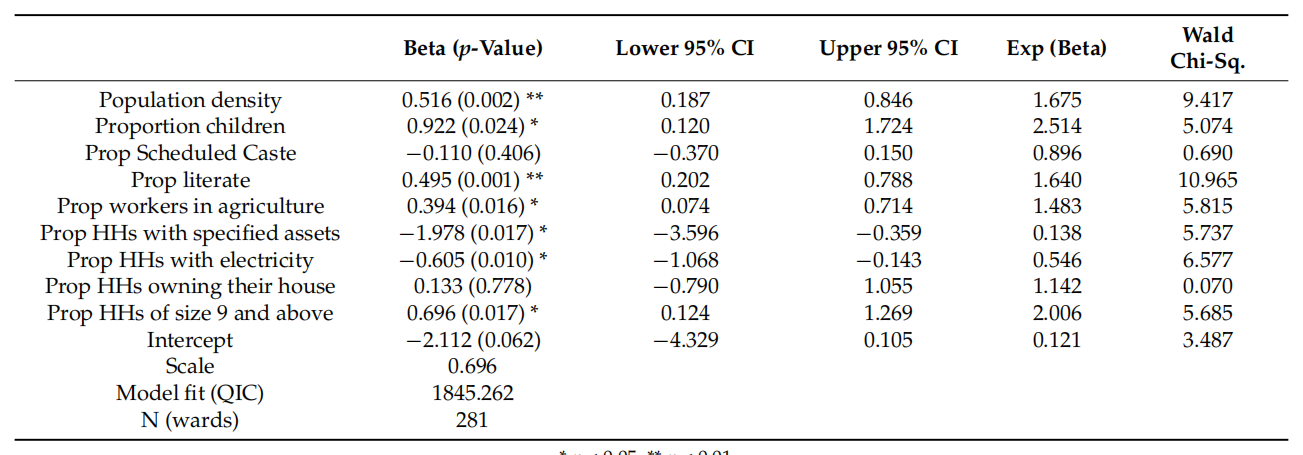 Beta (p-Value) Lower 95% CI Upper 95% CI Exp (Beta) Wald Chi-Sq.
Population density 0.516 (0.002) ** 0.187 0.846 1.675 9.417
Proportion children 0.922 (0.024) * 0.120 1.724 2.514 5.074
Prop Scheduled Caste −0.110 (0.406) −0.370 0.150 0.896 0.690
Prop literate 0.495 (0.001) ** 0.202 0.788 1.640 10.965
Prop workers in agriculture 0.394 (0.016) * 0.074 0.714 1.483 5.815
Prop HHs with specified assets −1.978 (0.017) * −3.596 −0.359 0.138 5.737
Prop HHs with electricity −0.605 (0.010) * −1.068 −0.143 0.546 6.577
Prop HHs owning their house 0.133 (0.778) −0.790 1.055 1.142 0.070
Prop HHs of size 9 and above 0.696 (0.017) * 0.124 1.269 2.006 5.685
Intercept −2.112 (0.062) −4.329 0.105 0.121 3.487
Scale 0.696
Model fit (QIC) 1845.262
N (wards) 281